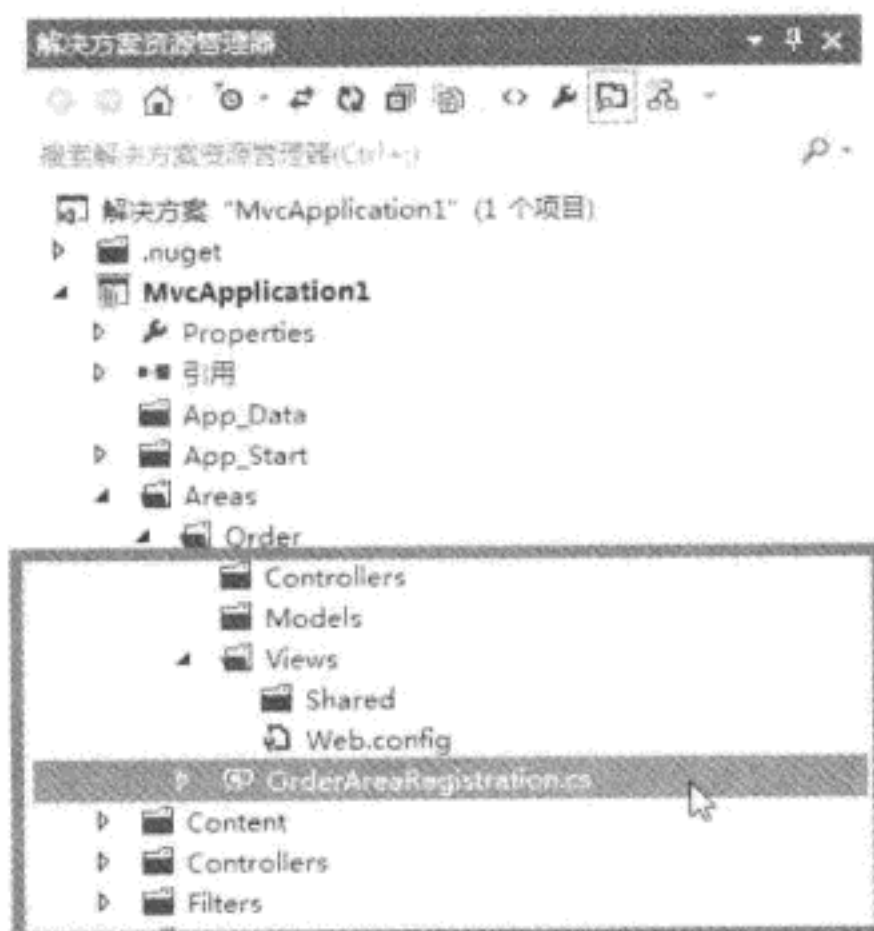 解决方案资源管理器
搜索解决方案资源管理器(Ctrl+;)
解决方案 "MvcApplication1" (1 个项目)
.nuget
MvcApplication1
Properties
引用
App_Data
App_Start
Areas
Order
Controllers
Models
Views
Shared
Web.config
OrderAreaRegistration.cs
Content
Controllers
Filters